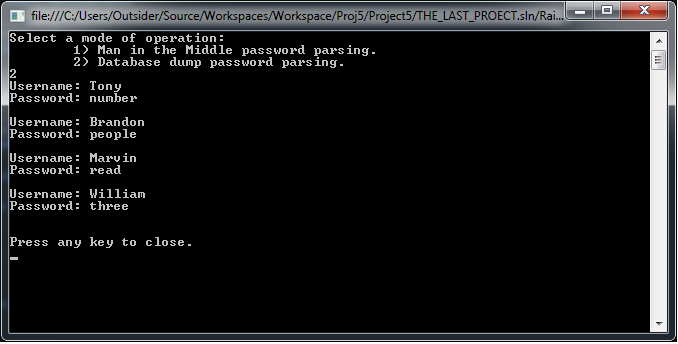 file:///C:/Users/Outsider/Source/Workspaces/Workspace/Proj5/Project5/THE_LAST_PROECT.sln/Rai...
Select a mode of operation:
1) Man in the Middle password parsing.
2) Database dump password parsing.
2
Username: Tony
Password: number
Username: Brandon
Password: people
Username: Marvin
Password: read
Username: William
Password: three
Press any key to close.